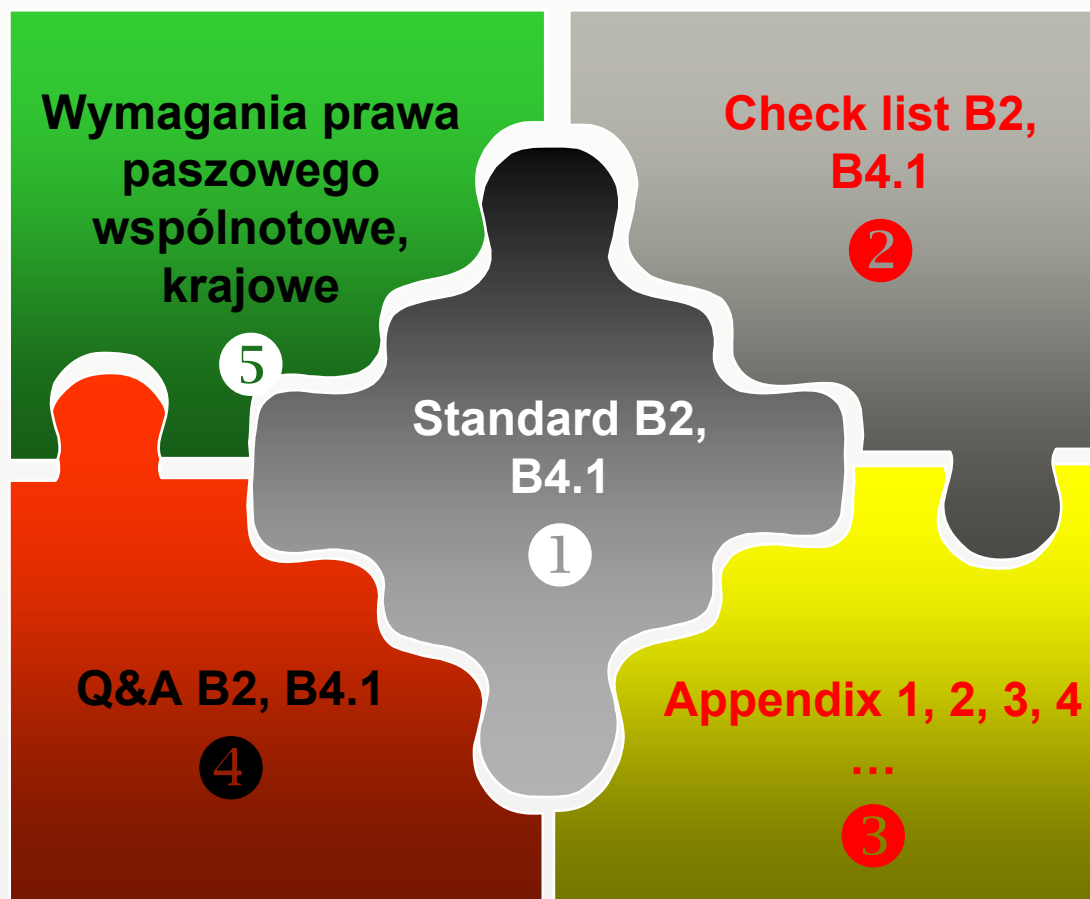 Wymagania prawa
paszowego
wspólnotowe,
krajowe
5
Check list B2,
B4.1
2
Standard B2,
B4.1
1
Q&A B2, B4.1
4
Appendix 1, 2, 3, 4
...
3